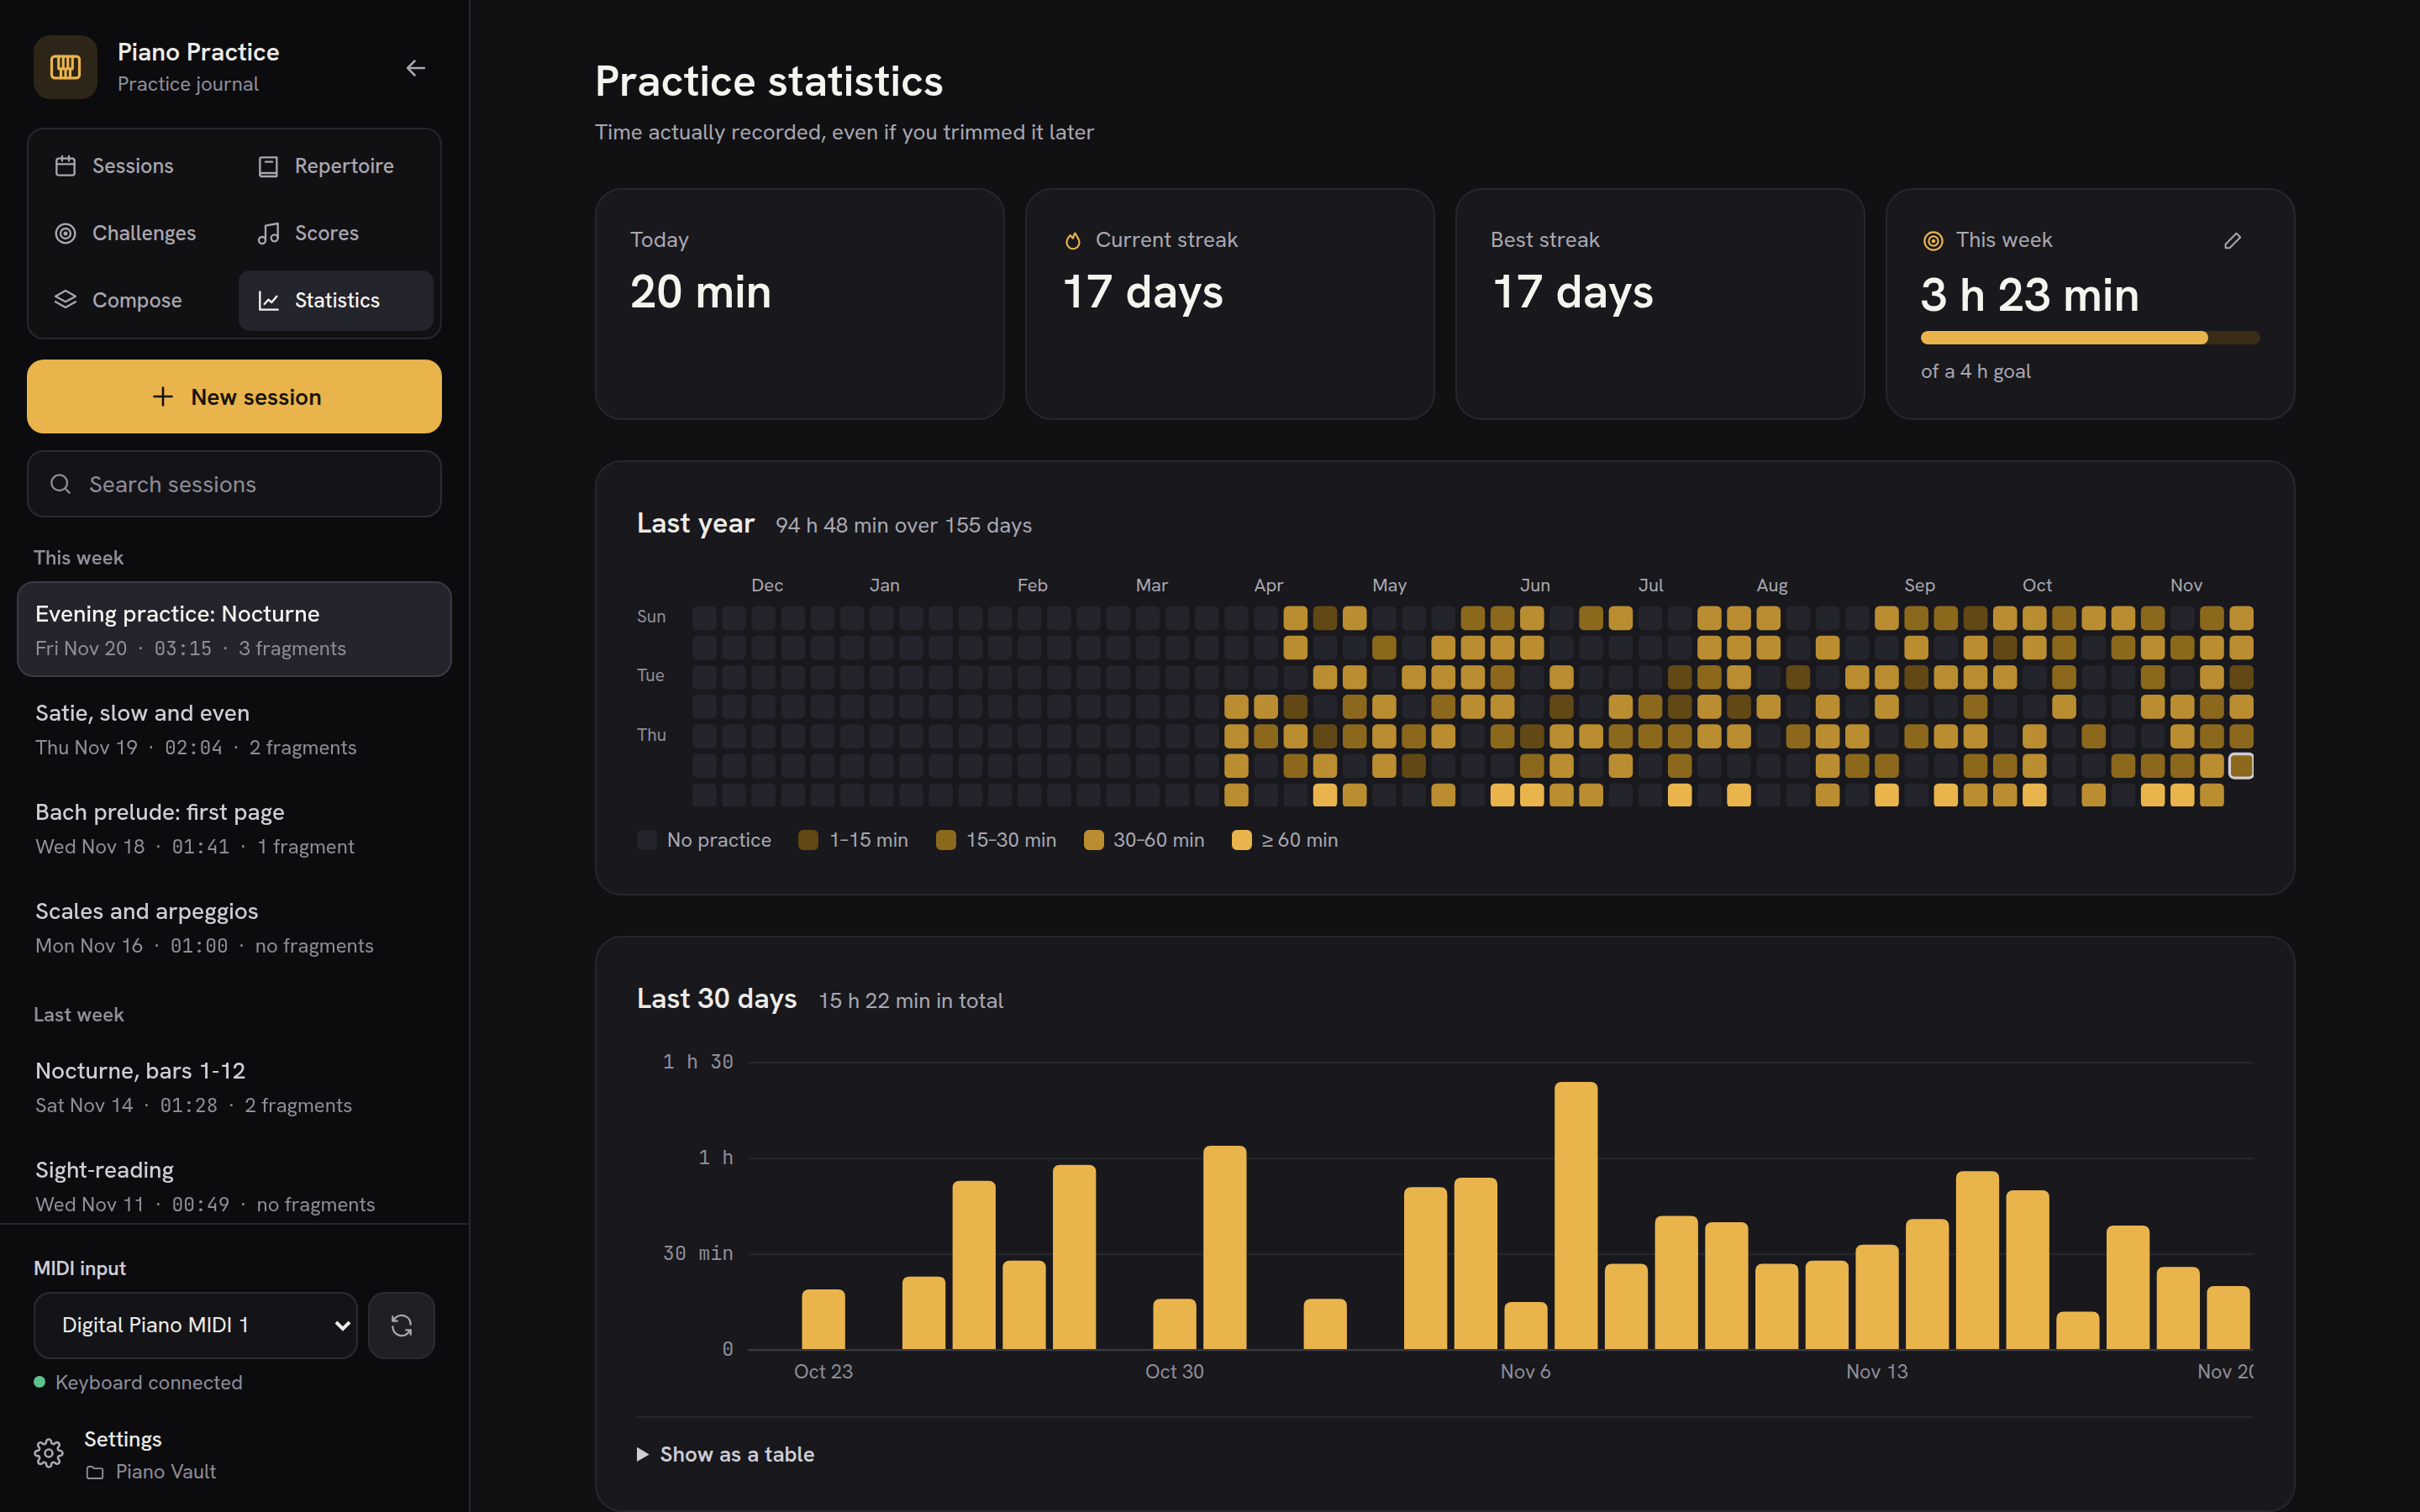 Piano Practice
Practice journal
Sessions
Repertoire
Challenges
Scores
Compose
Statistics
New session
Search sessions
This week
Evening practice: Nocturne
Fri Nov 20 · 03:15 · 3 fragments
Satie, slow and even
Thu Nov 19 · 02:04 · 2 fragments
Bach prelude: first page
Wed Nov 18 · 01:41 · 1 fragment
Scales and arpeggios
Mon Nov 16 · 01:00 · no fragments
Last week
Nocturne, bars 1-12
Sat Nov 14 · 01:28 · 2 fragments
Sight-reading
Wed Nov 11 · 00:49 · no fragments
MIDI input
Digital Piano MIDI 1
Keyboard connected
Settings
Piano Vault
Practice statistics
Time actually recorded, even if you trimmed it later
Today
20 min
Current streak
17 days
Best streak
17 days
This week
3 h 23 min
of a 4 h goal
Last year 94 h 48 min over 155 days
Dec Jan Feb Mar Apr May Jun Jul Aug Sep Oct Nov
Sun
Tue
Thu
No practice 1–15 min 15–30 min 30–60 min ≥ 60 min
Last 30 days 15 h 22 min in total
1 h 30
1 h
30 min
0
Oct 23 Oct 30 Nov 6 Nov 13 Nov 20
Show as a table